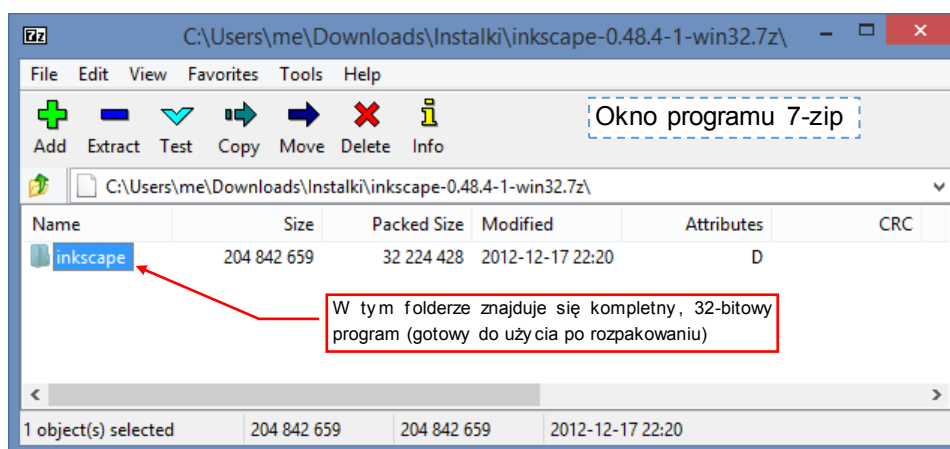 7z C:\Users\me\Downloads\Instalki\inkscape-0.48.4-1-win32.7z\
File Edit View Favorites Tools Help
Add Extract Test Copy Move Delete Info
Okno programu 7-zip
C:\Users\me\Downloads\Instalki\inkscape-0.48.4-1-win32.7z\
Name Size Packed Size Modified Attributes CRC
inkscape 204 842 659 32 224 428 2012-12-17 22:20 D
W tym folderze znajduje się kompletny, 32-bitowy
program (gotowy do użycia po rozpakowaniu)
1 object(s) selected 204 842 659 204 842 659 2012-12-17 22:20